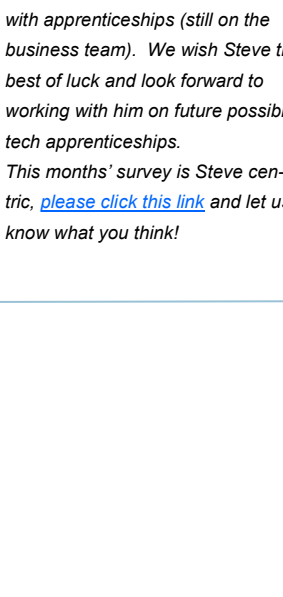 with apprenticeships (still on the
business team).  We wish Steve
best of luck and look forward to
working with him on future
tech apprenticeships.
This months’ survey is Steve cen-
tric, please click this link and let
know what you think!